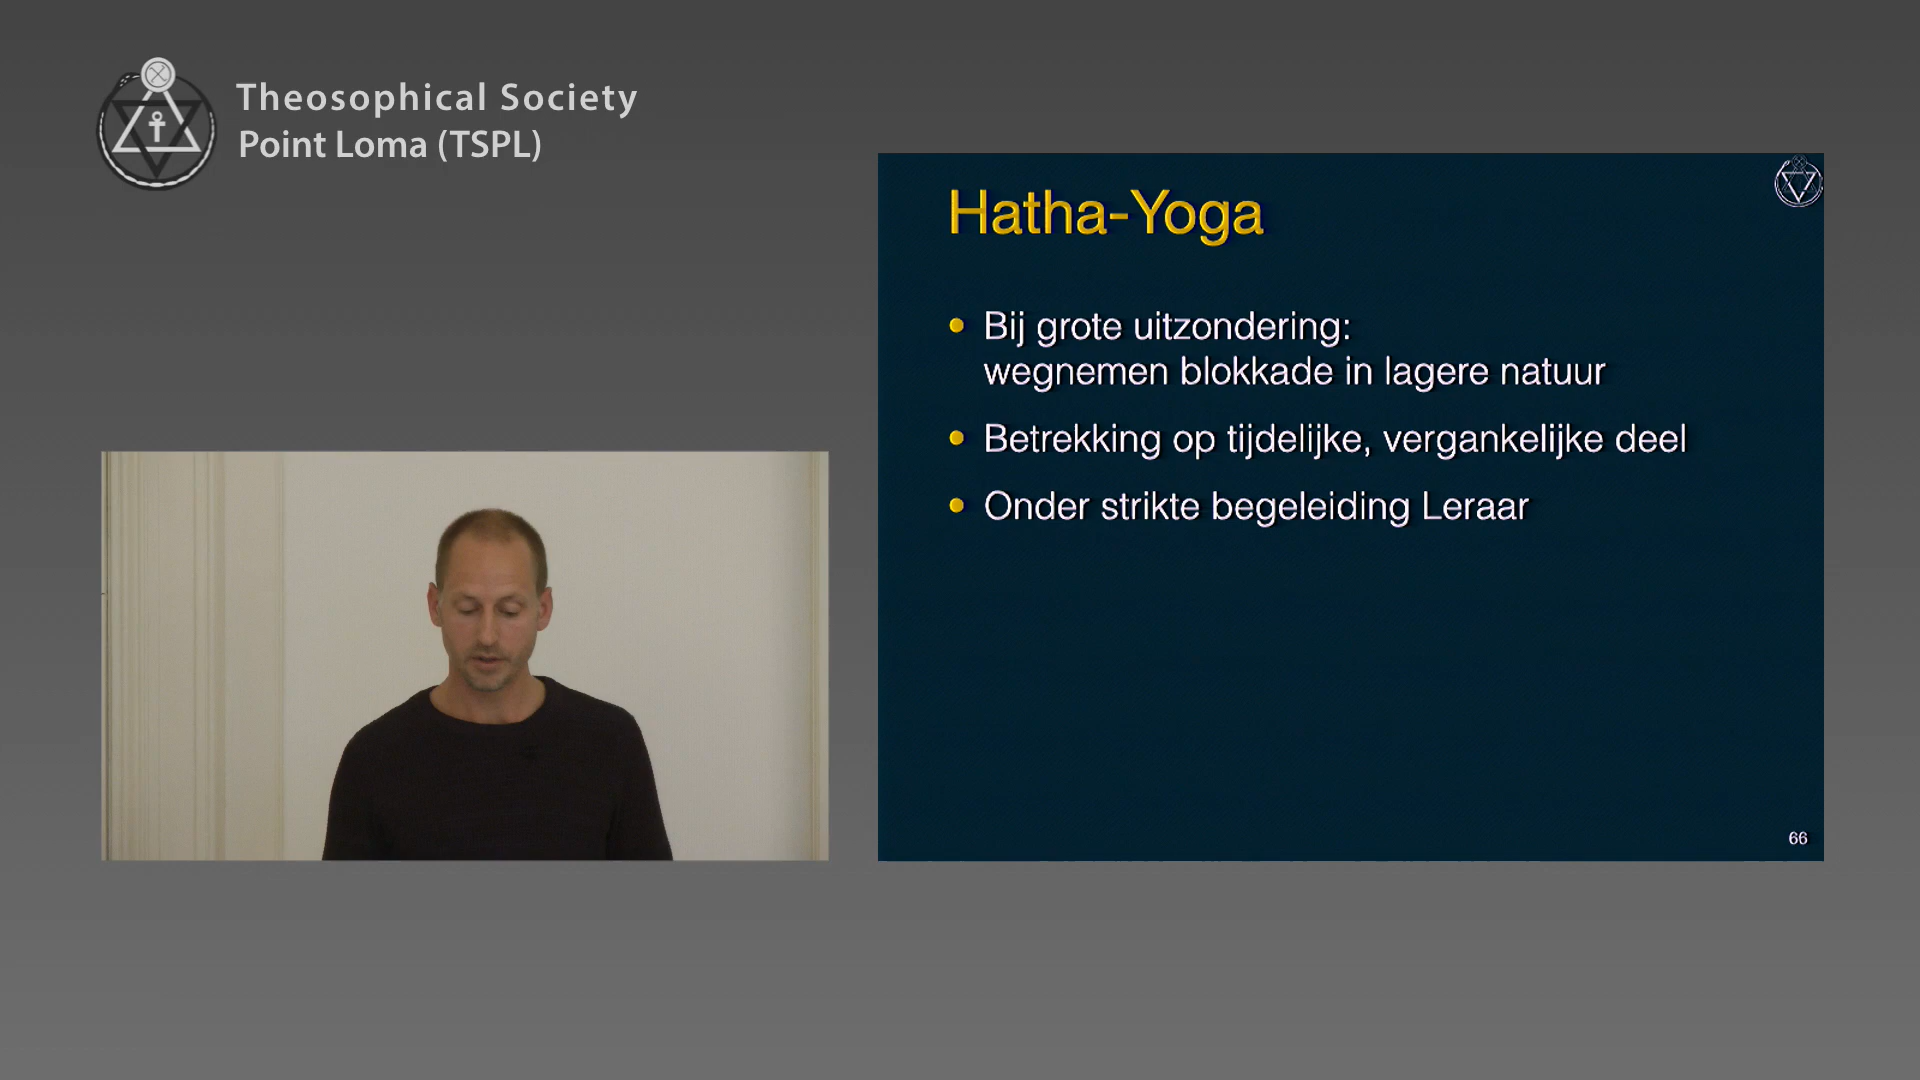 Theosophical Society
Point Loma (TSPL)
Hatha-Yoga
Bij grote uitzondering:
wegnemen blokkade in lagere natuur
Betrekking op tijdelijke, vergankelijke deel
Onder strikte begeleiding Leraar
66